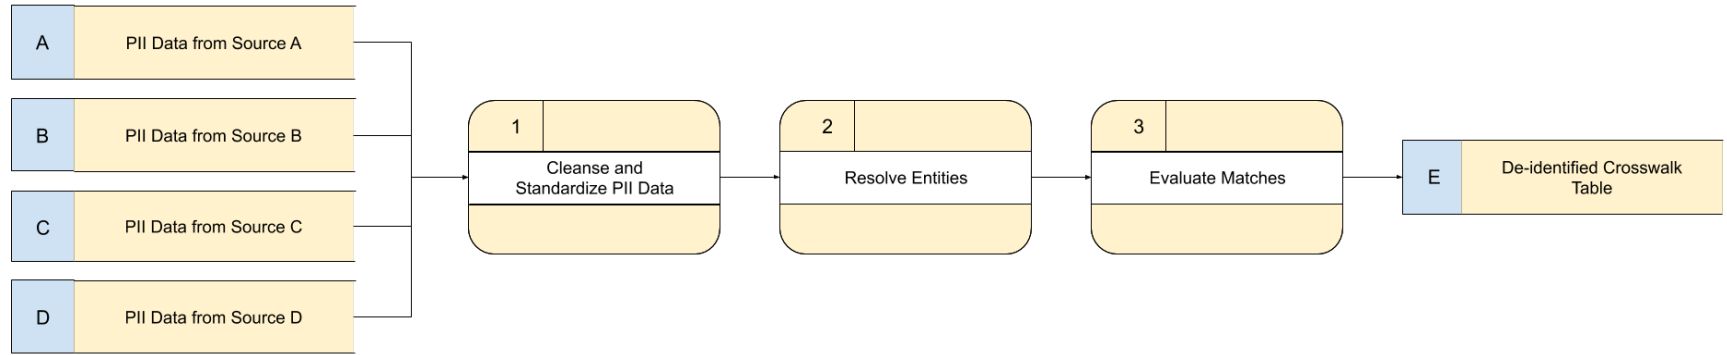 A
PII Data from Source A
B
PII Data from Source B
C
PII Data from Source C
D
PII Data from Source D
1
Cleanse and
Standardize PII Data
2
Resolve Entities
3
Evaluate Matches
E
De-identified Crosswalk
Table